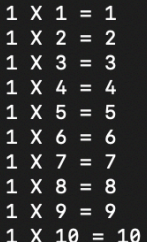 1 X 1 = 1
1 X 2 = 2
1 X 3 = 3
1 X 4 = 4
1 X 5 = 5
1 X 6 = 6
1 X 7 = 7
1 X 8 = 8
1 X 9 = 9
1 X 10 = 10